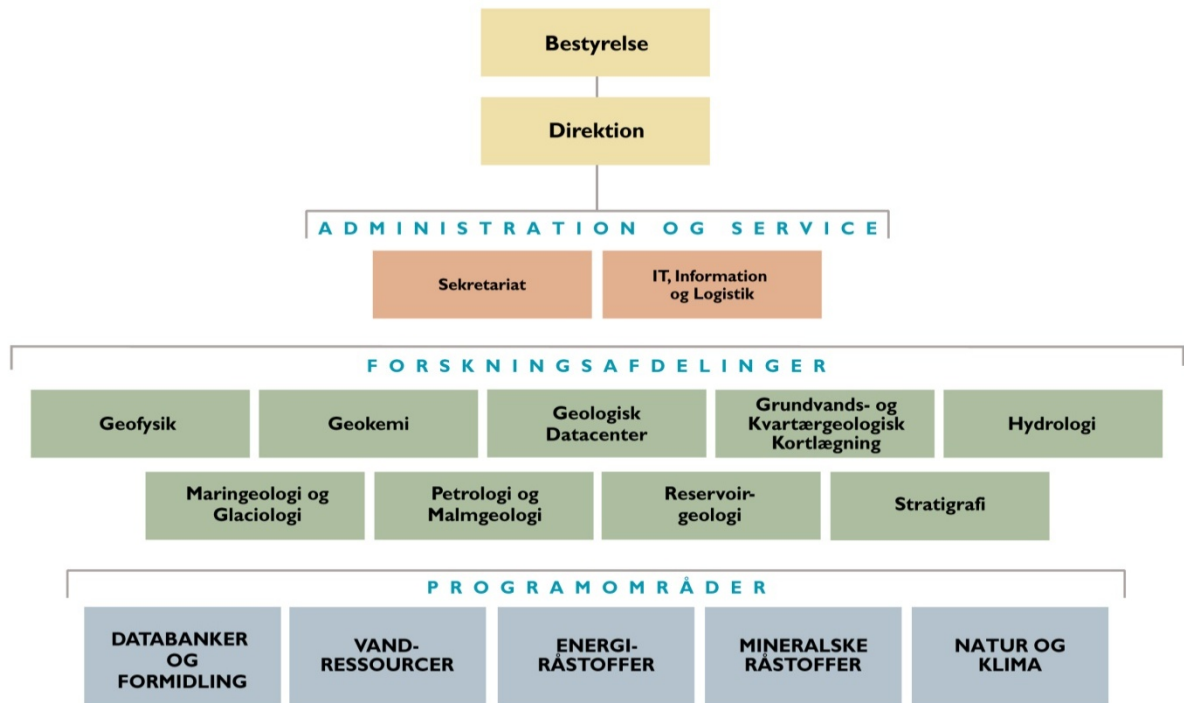 Bestyrelse
Direktion
ADMINISTRATION OG SERVICE
Sekretariat
IT, Information
og Logistik
FORSKNINGSAFDELINGER
Geofysik
Geokemi
Geologisk
Datacenter
Grundvands- og
Kvartærgeologisk
Kortlægning
Hydrologi
Maringeologi og
Glaciologi
Petrologi og
Malmgeologi
Reservoir-
geologi
Stratigrafi
PROGRAMOMRÅDER
DATABANKER
OG
FORMIDLING
VAND-
RESSOURCER
ENERGI-
RÅSTOFFER
MINERALSKE
RÅSTOFFER
NATUR OG
KLIMA